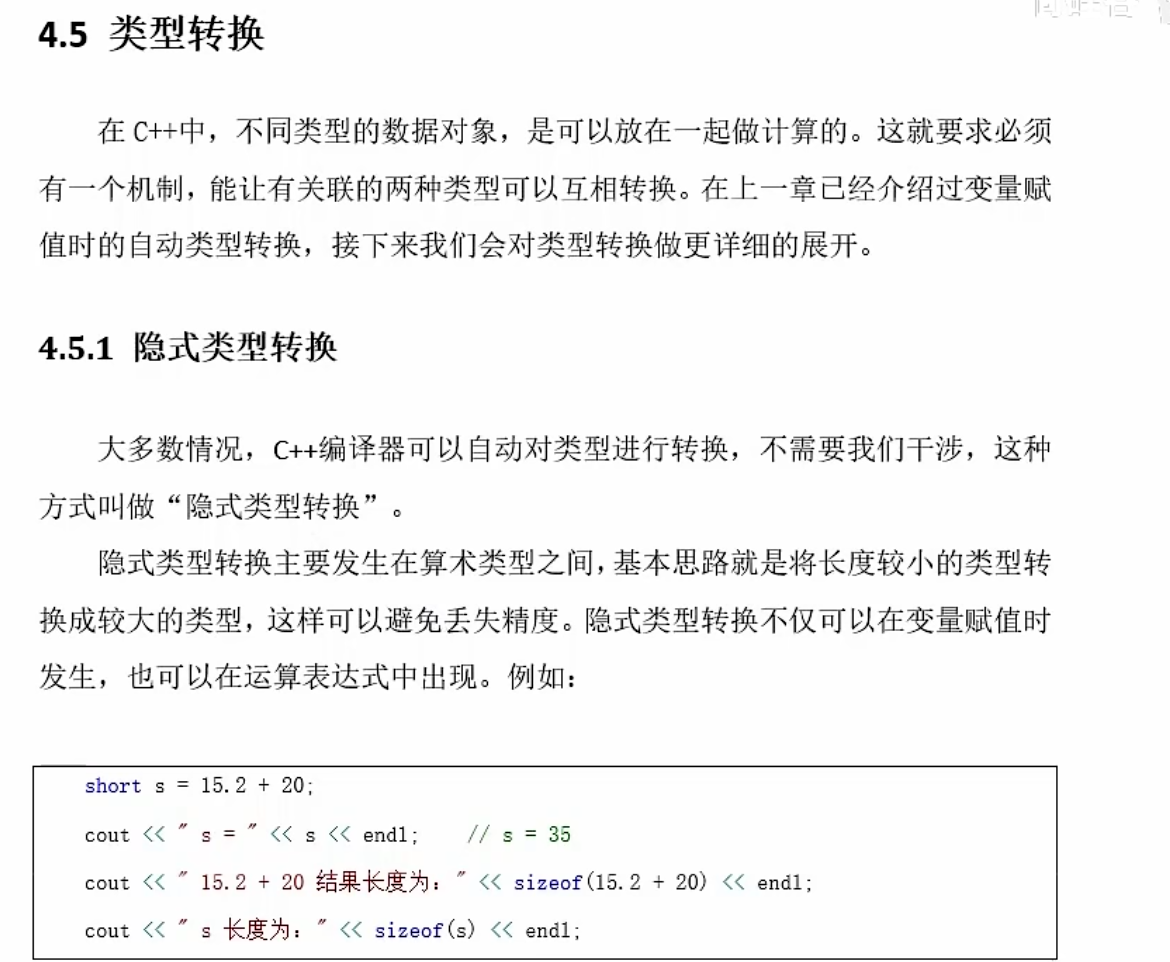 4.5 类型转换
在 C++中，不同类型的数据对象，是可以放在一起做计算的。这就要求必须
有一个机制，能让有关联的两种类型可以互相转换。在上一章已经介绍过变量赋
值时的自动类型转换，接下来我们会对类型转换做更详细的展开。
4.5.1 隐式类型转换
大多数情况，C++编译器可以自动对类型进行转换，不需要我们干涉，这种
方式叫做“隐式类型转换”。
隐式类型转换主要发生在算术类型之间，基本思路就是将长度较小的类型转
换成较大的类型，这样可以避免丢失精度。隐式类型转换不仅可以在变量赋值时
发生，也可以在运算表达式中出现。例如：
short s = 15.2 + 20;
cout << " s = " << s << endl; // s = 35
cout << " 15.2 + 20 结果长度为：" << sizeof(15.2 + 20) << endl;
cout << " s 长度为：" << sizeof(s) << endl;